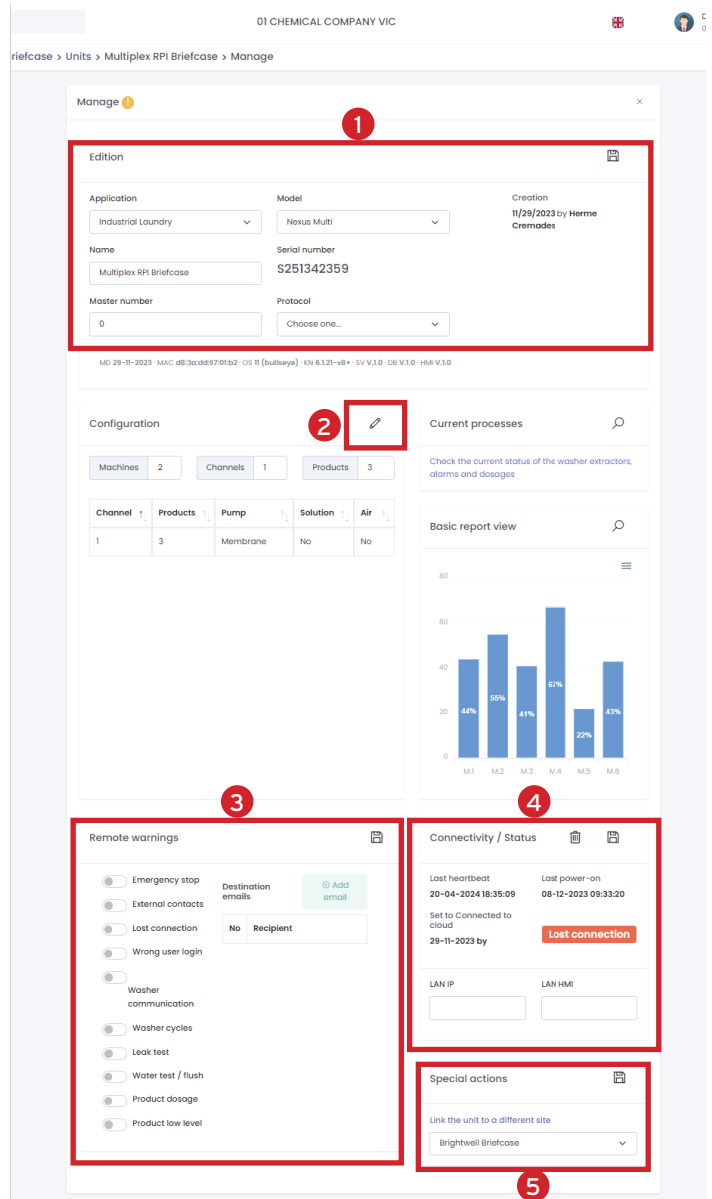 01 CHEMICAL COMPANY VIC
riefcase > Units > Multiplex RPI Briefcase > Manage
Manage !
×
1
Edition
Application
Model
Creation
Industrial Laundry
Nexus Multi
11/29/2023 by Herme
Cremades
Name
Serial number
Multiplex RPI Briefcase
S251342359
Master number
Protocol
0
Choose one...
MD 29-11-2023 · MAC d8:3a:dd:07:01:b2 · OS 11 (bullseye) · KN 6.1.21-v8+ · SV V.1.0 · DB V.1.0 · HMI V.1.0
Configuration
2
Machines 2
Channels 1
Products 3
Channel Products Pump Solution Air
1 3 Membrane No No
Current processes
Check the current status of the washer extractors,
alarms and dosages
Basic report view
80
60
40
20
0
44%
55%
41%
67%
22%
43%
M.1 M.2 M.3 M.4 M.5 M.6
3
Remote warnings
Emergency stop
External contacts
Lost connection
Wrong user login
Washer
communication
Washer cycles
Leak test
Water test / flush
Product dosage
Product low level
Destination
emails
Add
email
No Recipient
4
Connectivity / Status
Last heartbeat
Last power-on
20-04-2024 18:35:09
08-12-2023 09:33:20
Set to Connected to
cloud
29-11-2023 by
Lost connection
LAN IP
LAN HMI
Special actions
Link the unit to a different site
Brightwell Briefcase
5